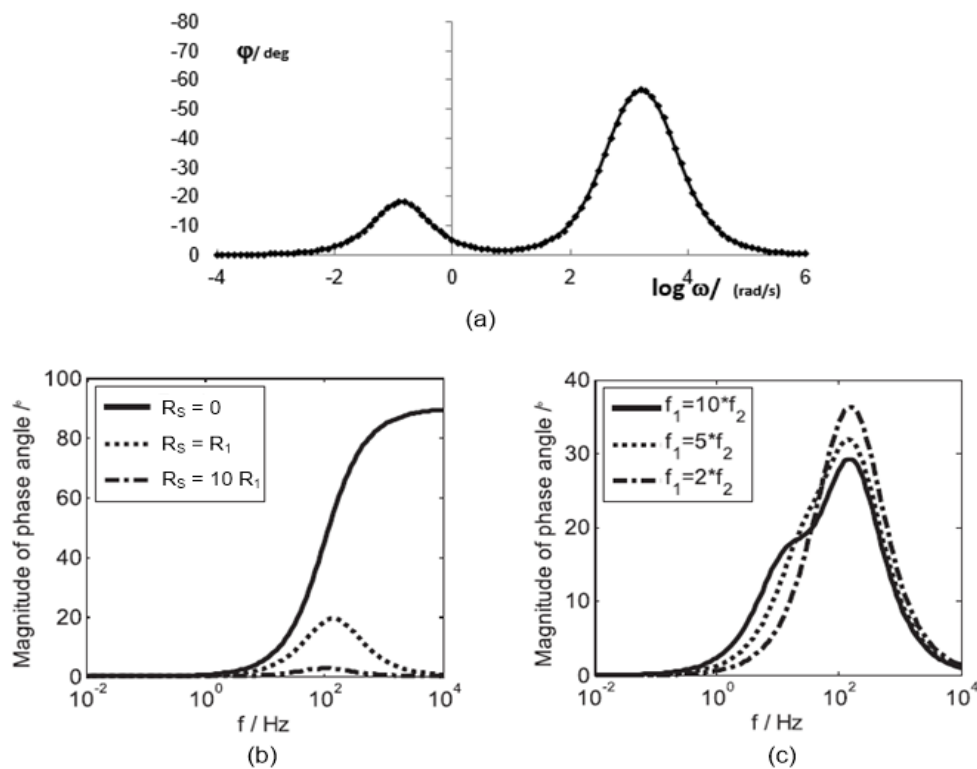 -80
-70
φ/ deg
-60
-50
-40
-30
-20
-10
0
-4
-2
0
2
4
6
log ω/ (rad/s)
(a)
100
80
60
40
20
0
Magnitude of phase angle /°
R_S = 0
R_S = R_1
R_S = 10 R_1
10^-2
10^0
10^2
10^4
f / Hz
(b)
40
30
20
10
0
Magnitude of phase angle /°
f_1=10*f_2
f_1=5*f_2
f_1=2*f_2
10^-2
10^0
10^2
10^4
f / Hz
(c)